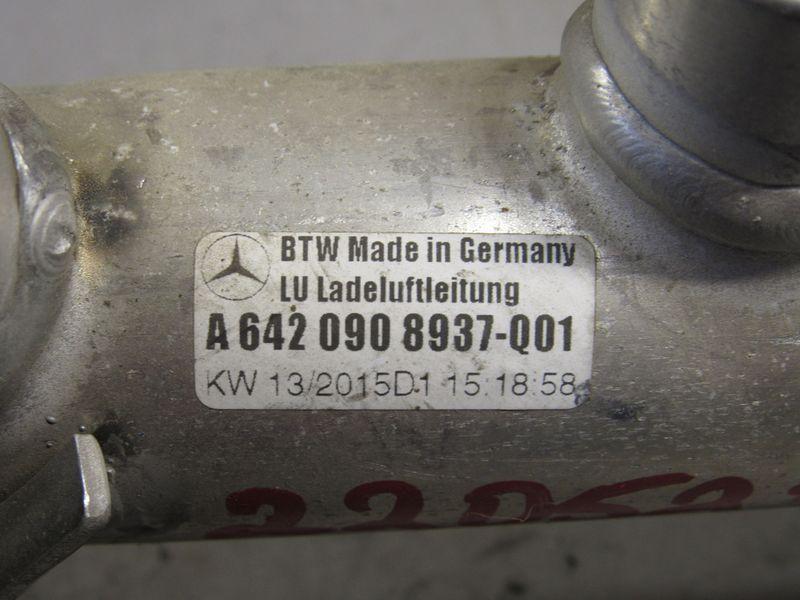 BTW Made in Germany
LU Ladeluftleitung
A 642 090 8937-Q01
KW 13/2015D1 15:18:58